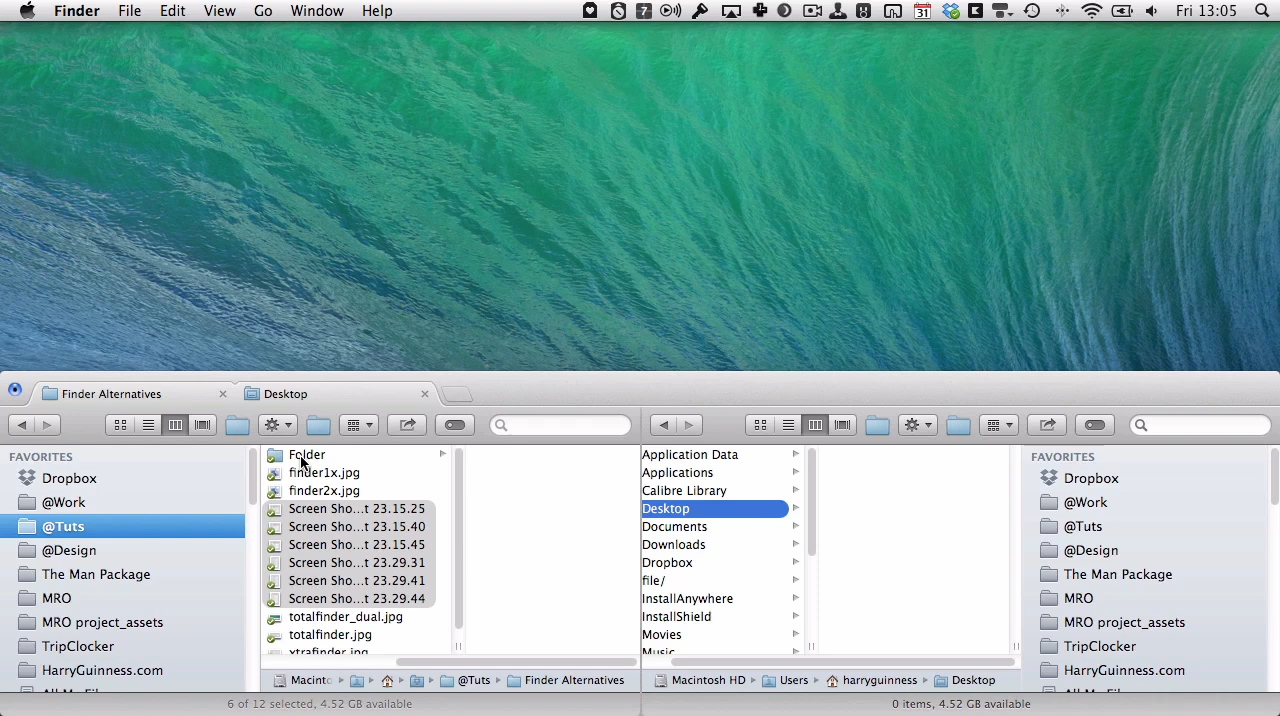 Finder File Edit View Go Window Help 7 31 Fri 13:05
Finder Alternatives
Desktop
FAVORITES
Dropbox
@Work
@Tuts
@Design
The Man Package
MRO
MRO project_assets
TripClocker
HarryGuinness.com
Folder
finder1x.jpg
finder2x.jpg
Screen Sho...t 23.15.25
Screen Sho...t 23.15.40
Screen Sho...t 23.15.45
Screen Sho...t 23.29.31
Screen Sho...t 23.29.41
Screen Sho...t 23.29.44
totalfinder_dual.jpg
totalfinder.jpg
xtrafinder.jpg
Macinto @Tuts Finder Alternatives
6 of 12 selected, 4.52 GB available
Application Data
Applications
Calibre Library
Desktop
Documents
Downloads
Dropbox
file/
InstallAnywhere
InstallShield
Movies
Music
Macintosh HD Users harryguinness Desktop
0 items, 4.52 GB available
FAVORITES
Dropbox
@Work
@Tuts
@Design
The Man Package
MRO
MRO project_assets
TripClocker
HarryGuinness.com